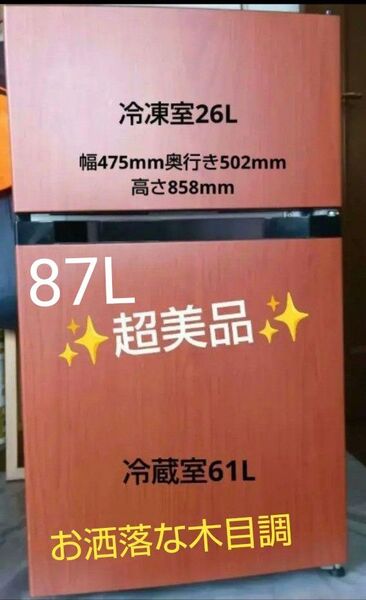 冷凍室26L
幅475mm奥行き502mm
高さ858mm
87L
✨超美品✨
冷蔵室61L
お洒落な木目調